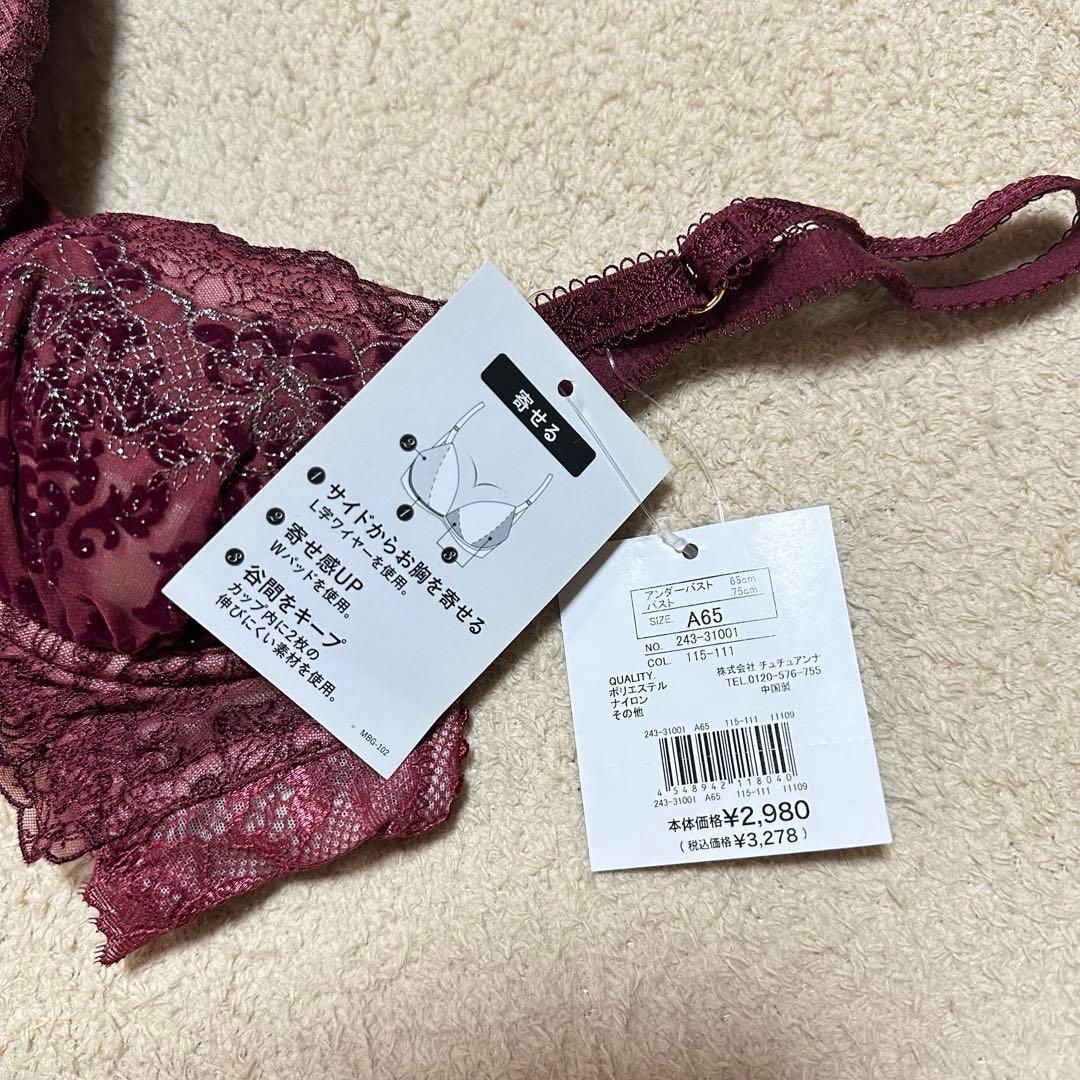 寄せる
❷
❶
❸
❶ サイドからお胸を寄せる
L字ワイヤーを使用。
❷ 寄せ感UP
Wパッドを使用。
❸ 谷間をキープ
カップ内に2枚の
伸びにくい素材を使用。
MBG-102
アンダーバスト 65cm
バスト 75cm
SIZE. A65
NO. 243-31001
COL. 115-111
QUALITY.
ポリエステル
ナイロン
その他
株式会社 チュチュアンナ
TEL.0120-576-755
中国製
243-31001 A65 115-111 11109
4 548942 118040
243-31001 A65 115-111 11109
本体価格¥2,980
(税込価格¥3,278)